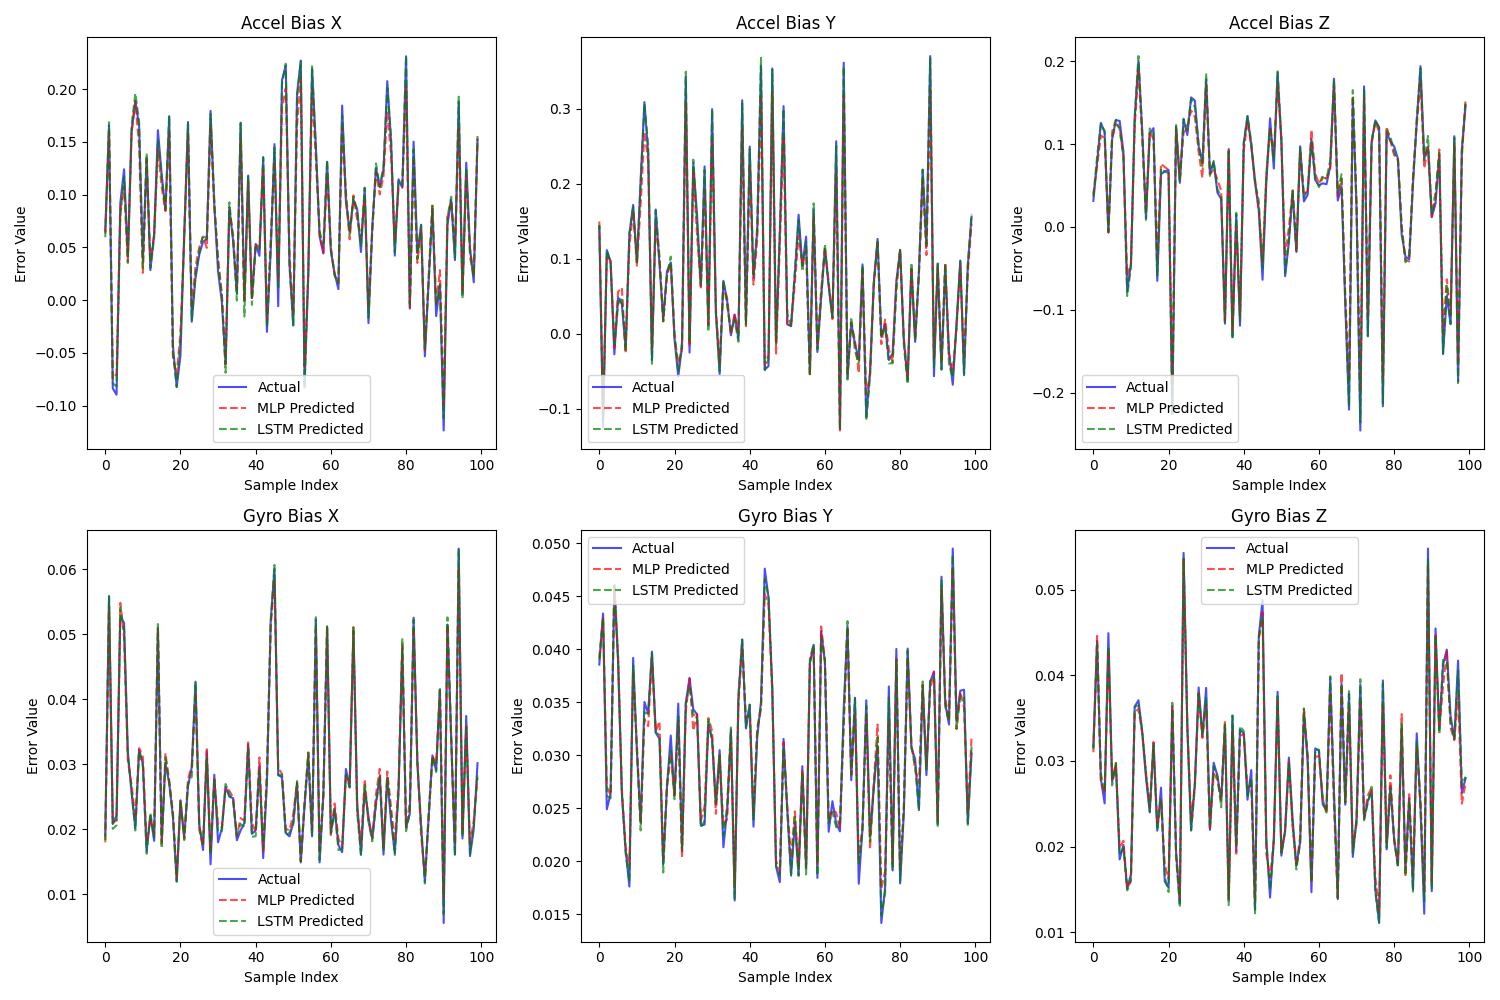 Accel Bias X
Error Value
0.20
0.15
0.10
0.05
0.00
−0.05
−0.10
Actual
MLP Predicted
LSTM Predicted
0 20 40 60 80 100
Sample Index
Accel Bias Y
Error Value
0.3
0.2
0.1
0.0
−0.1
Actual
MLP Predicted
LSTM Predicted
0 20 40 60 80 100
Sample Index
Accel Bias Z
Error Value
0.2
0.1
0.0
−0.1
−0.2
Actual
MLP Predicted
LSTM Predicted
0 20 40 60 80 100
Sample Index
Gyro Bias X
Error Value
0.06
0.05
0.04
0.03
0.02
0.01
Actual
MLP Predicted
LSTM Predicted
0 20 40 60 80 100
Sample Index
Gyro Bias Y
Error Value
0.050
0.045
0.040
0.035
0.030
0.025
0.020
0.015
Actual
MLP Predicted
LSTM Predicted
0 20 40 60 80 100
Sample Index
Gyro Bias Z
Error Value
0.05
0.04
0.03
0.02
0.01
Actual
MLP Predicted
LSTM Predicted
0 20 40 60 80 100
Sample Index